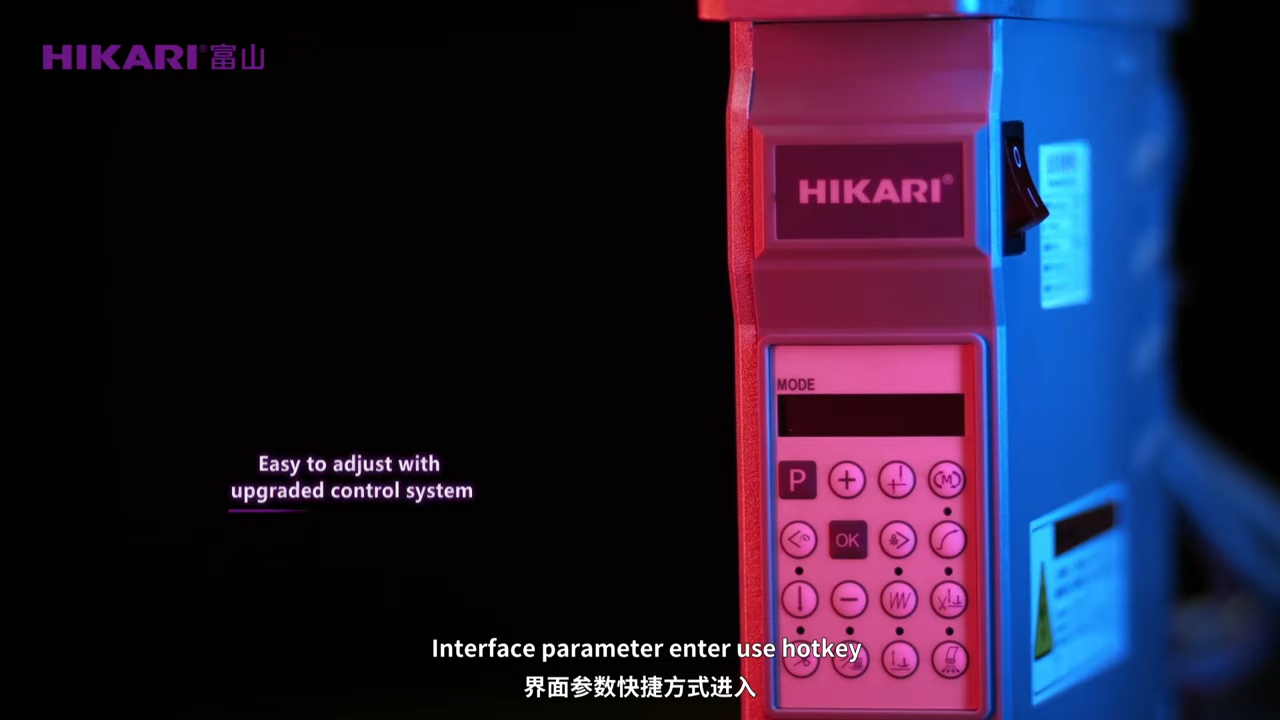 HIKARI®富山
HIKARI®
MODE
P
M
OK
Easy to adjust with
upgraded control system
Interface parameter enter use hotkey
界面参数快捷方式进入